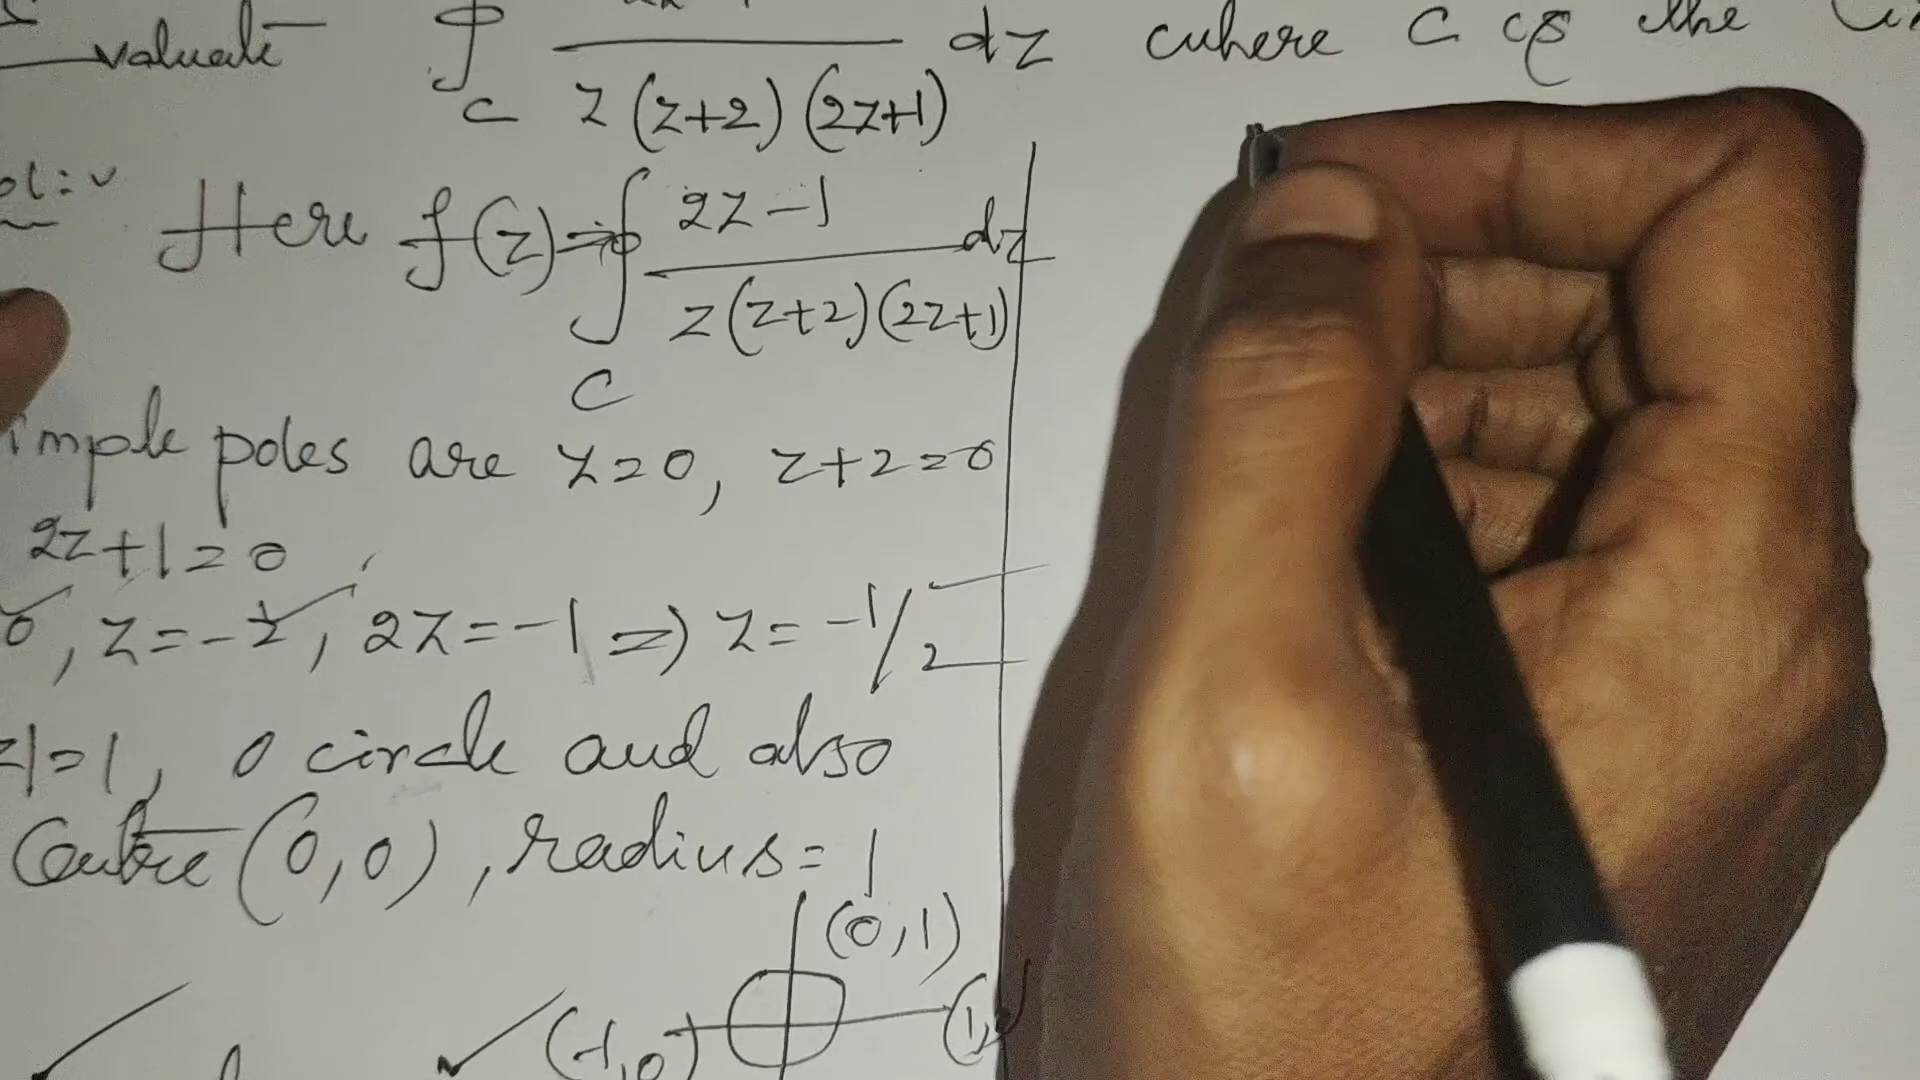 valuate ∮ dz where C is the
C z(z+2)(2z+1)
Here f(z) = ∮ 2z-1 dz
z(z+2)(2z+1)
C
imple poles are z=0, z+2=0
2z+1=0
0, z=-2, 2z=-1 => z=-1/2
z|=1, 0 circle and also
Centre (0,0), radius=1
(0,1)
(-1,0)